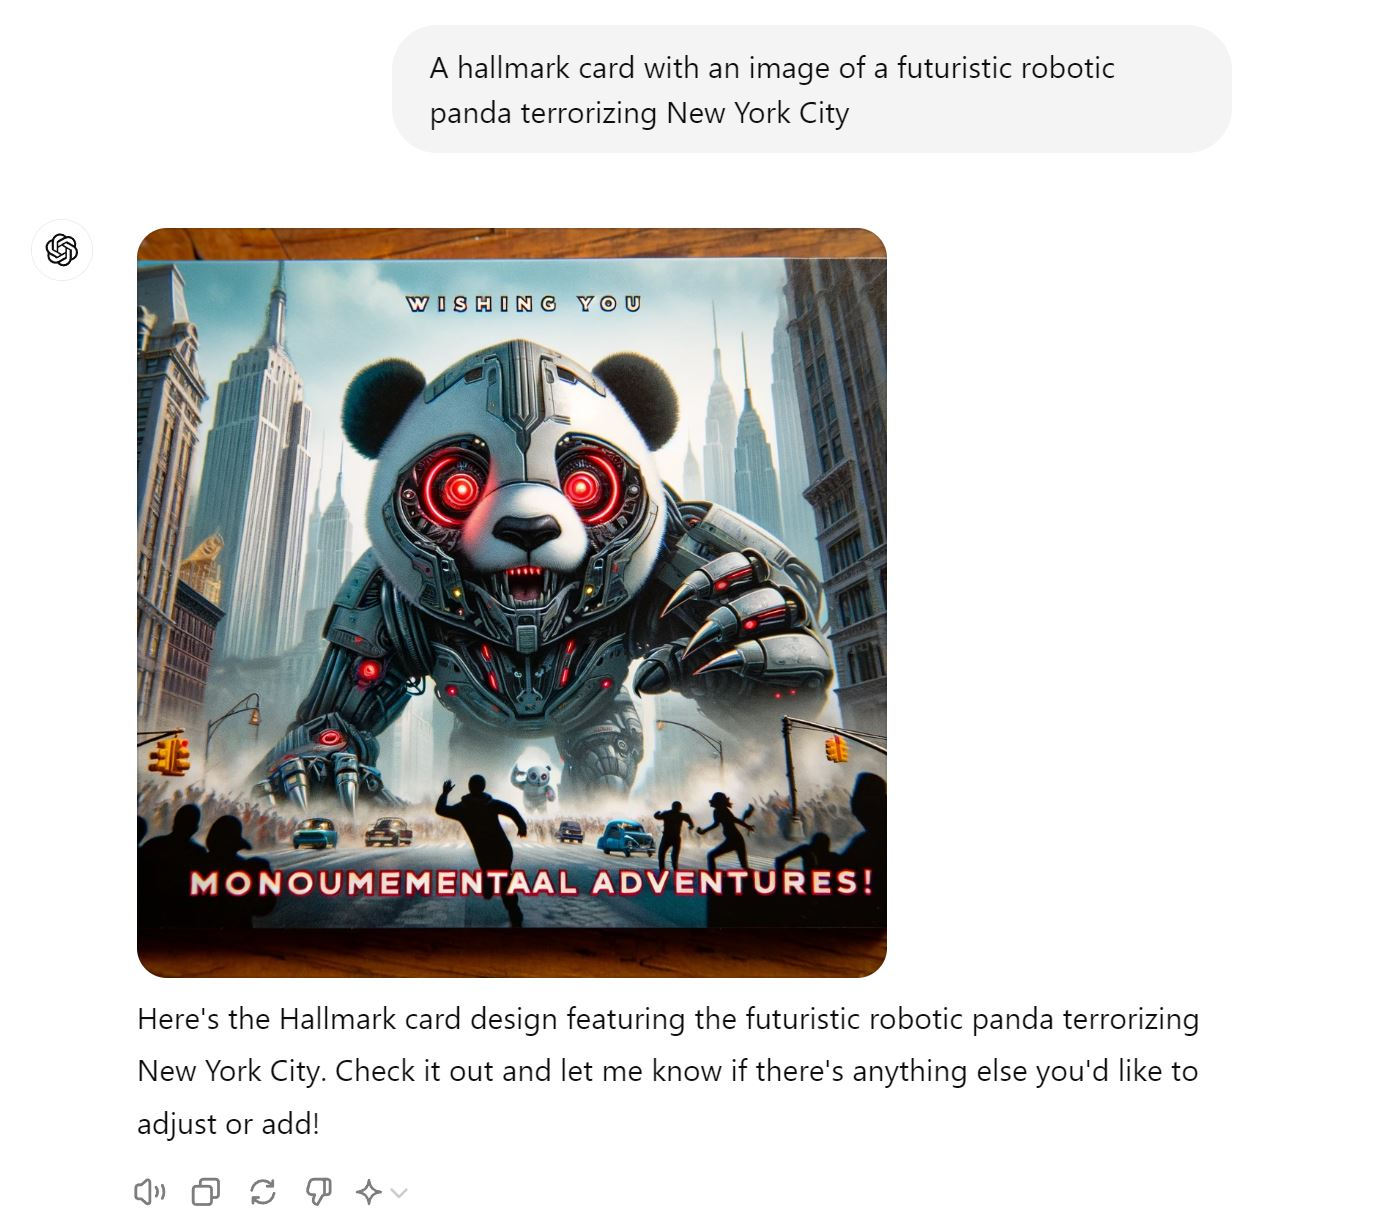 A hallmark card with an image of a futuristic robotic
panda terrorizing New York City
WISHING YOU
MONOUMEMENTAAL ADVENTURES!
Here's the Hallmark card design featuring the futuristic robotic panda terrorizing
New York City. Check it out and let me know if there's anything else you'd like to
adjust or add!